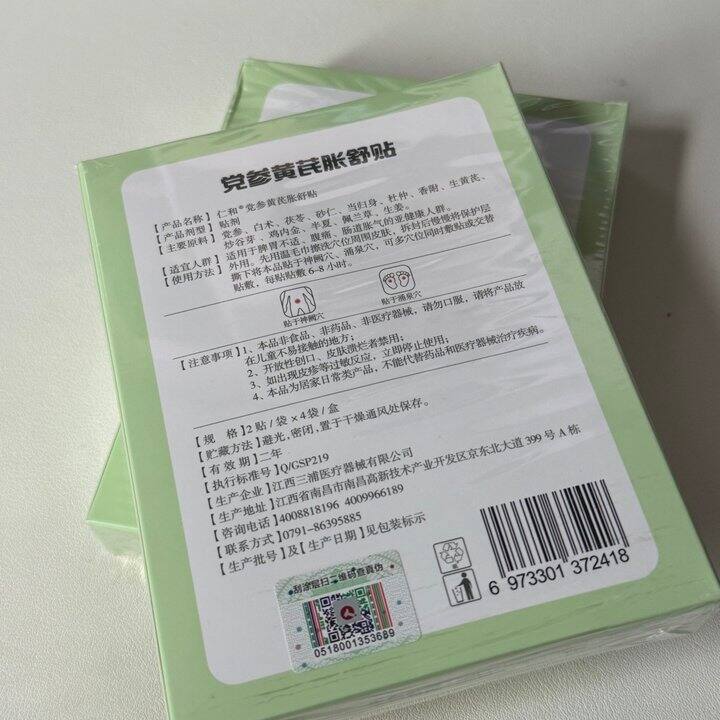 党参黄芪胀舒贴
【产品名称】仁和®党参黄芪胀舒贴
【产品剂型】贴剂
【主要原料】党参、白术、茯苓、砂仁、当归身、杜仲、香附、生黄芪、
炒谷芽、鸡内金、半夏、佩兰草，生姜。
【适宜人群】适用于脾胃不适、腹痛、肠道胀气的亚健康人群。
【使用方法】外用。先用温毛巾擦洗穴位周围皮肤，拆封后慢慢将保护层
撕下将本品贴于神阙穴、涌泉穴，可多穴位同时敷贴或交替
贴敷，每贴贴敷 6-8 小时。
贴于神阙穴
贴于涌泉穴
【注意事项】1、本品非食品、非药品、非医疗器械，请勿口服，请将产品放
在儿童不易接触的地方；
2、开放性创口、皮肤溃烂者禁用；
3、如出现皮疹等过敏反应，立即停止使用；
4、本品为居家日常类产品，不能代替药品和医疗器械治疗疾病。
【规 格】2贴/袋×4袋/盒
【贮藏方法】避光，密闭，置于干燥通风处保存。
【有 效 期】二年
【执行标准号】Q/GSP219
【生产企业】江西三浦医疗器械有限公司
【生产地址】江西省南昌市南昌高新技术产业开发区京东北大道 399 号 A 栋
【咨询电话】4008818196 4009966189
【联系方式】0791-86395885
【生产批号】及【生产日期】见包装标示
刮涂层扫二维码查真伪
0518001353689
6 973301 372418